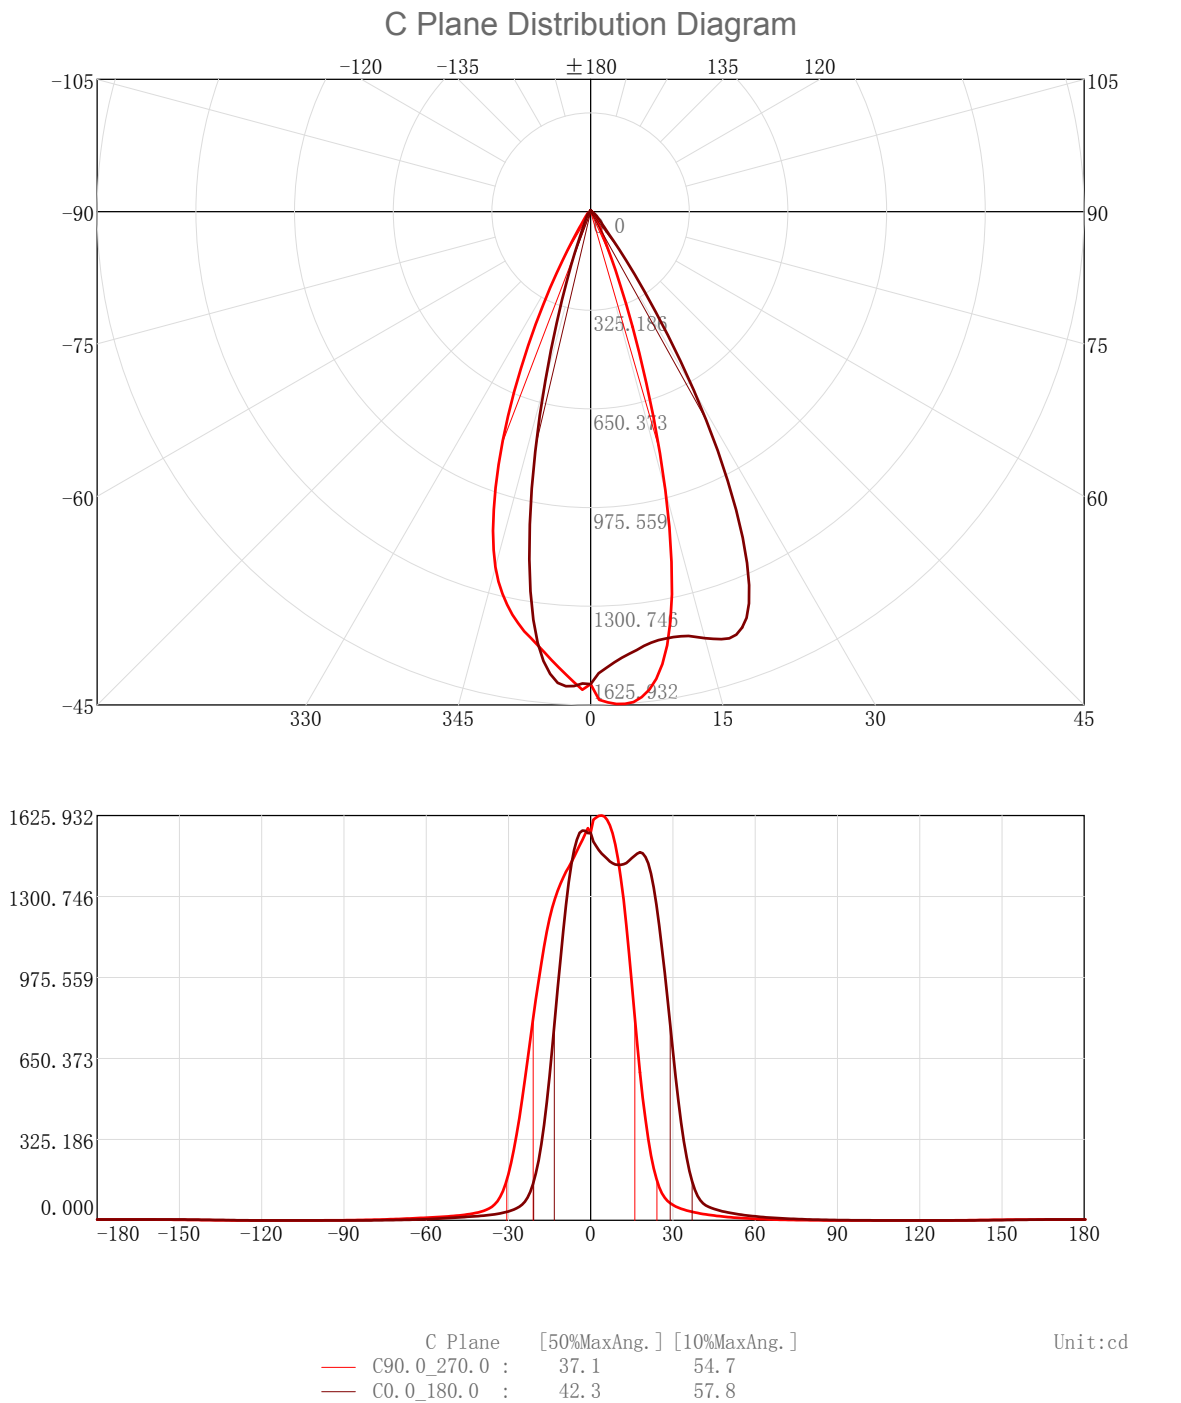 C Plane Distribution Diagram
-120 -135 ±180 135 120
-105 105
-90 90
0
325.186
-75 75
650.373
-60 60
975.559
1300.746
1625.932
-45
330 345 0 15 30 45
1625.932
1300.746
975.559
650.373
325.186
0.000
-180 -150 -120 -90 -60 -30 0 30 60 90 120 150 180
C Plane [50%MaxAng.] [10%MaxAng.] Unit:cd
C90.0_270.0 : 37.1 54.7
C0.0_180.0 : 42.3 57.8